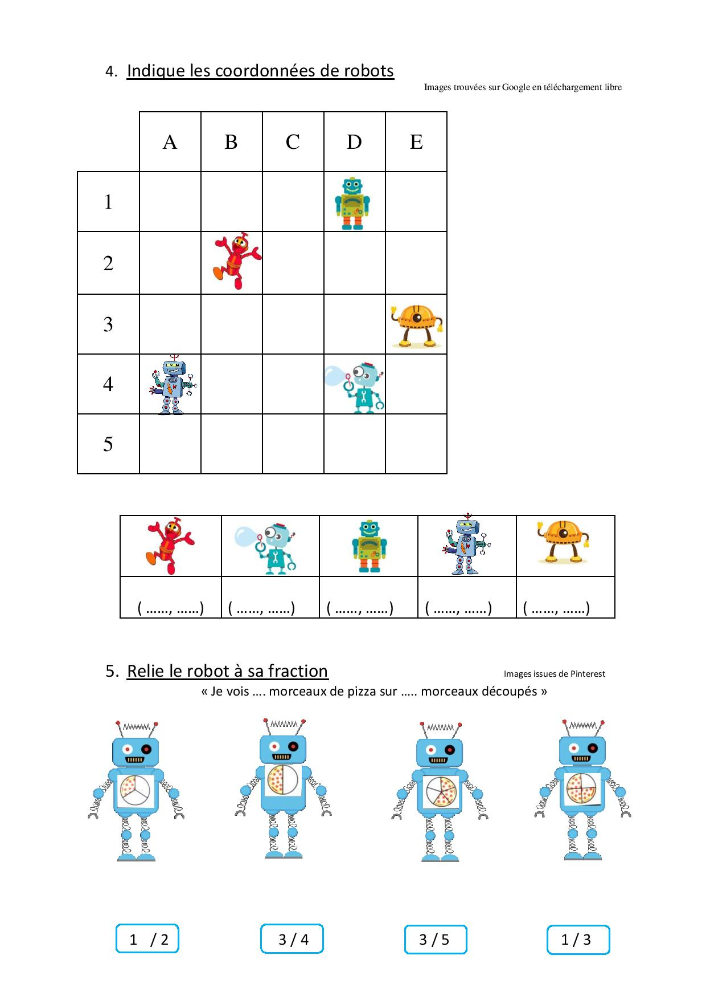 4. Indique les coordonnées de robots
Images trouvées sur Google en téléchargement libre
A B C D E
1
2
3
4
5
( ……, ……) ( ……, ……) ( ……, ……) ( ……, ……) ( ……, ……)
5. Relie le robot à sa fraction
Images issues de Pinterest
« Je vois …. morceaux de pizza sur ….. morceaux découpés »
1 / 2 3 / 4 3 / 5 1 / 3